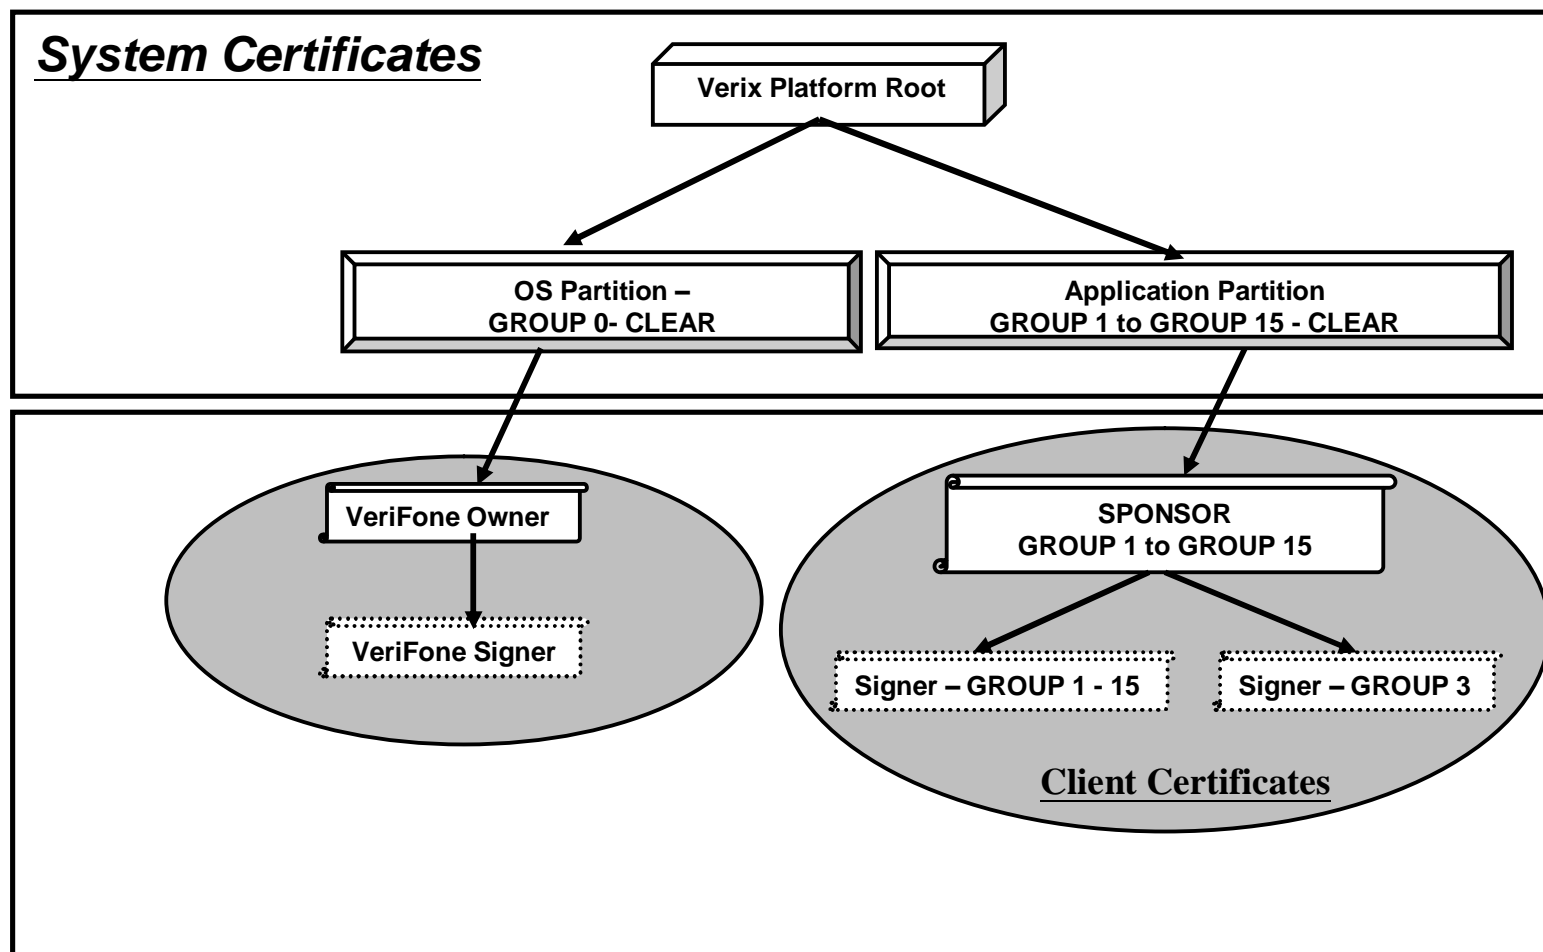 System Certificates
Verix Platform Root
OS Partition –
GROUP 0- CLEAR
Application Partition
GROUP 1 to GROUP 15 - CLEAR
VeriFone Owner
SPONSOR
GROUP 1 to GROUP 15
VeriFone Signer
Signer – GROUP 1 - 15
Signer – GROUP 3
Client Certificates